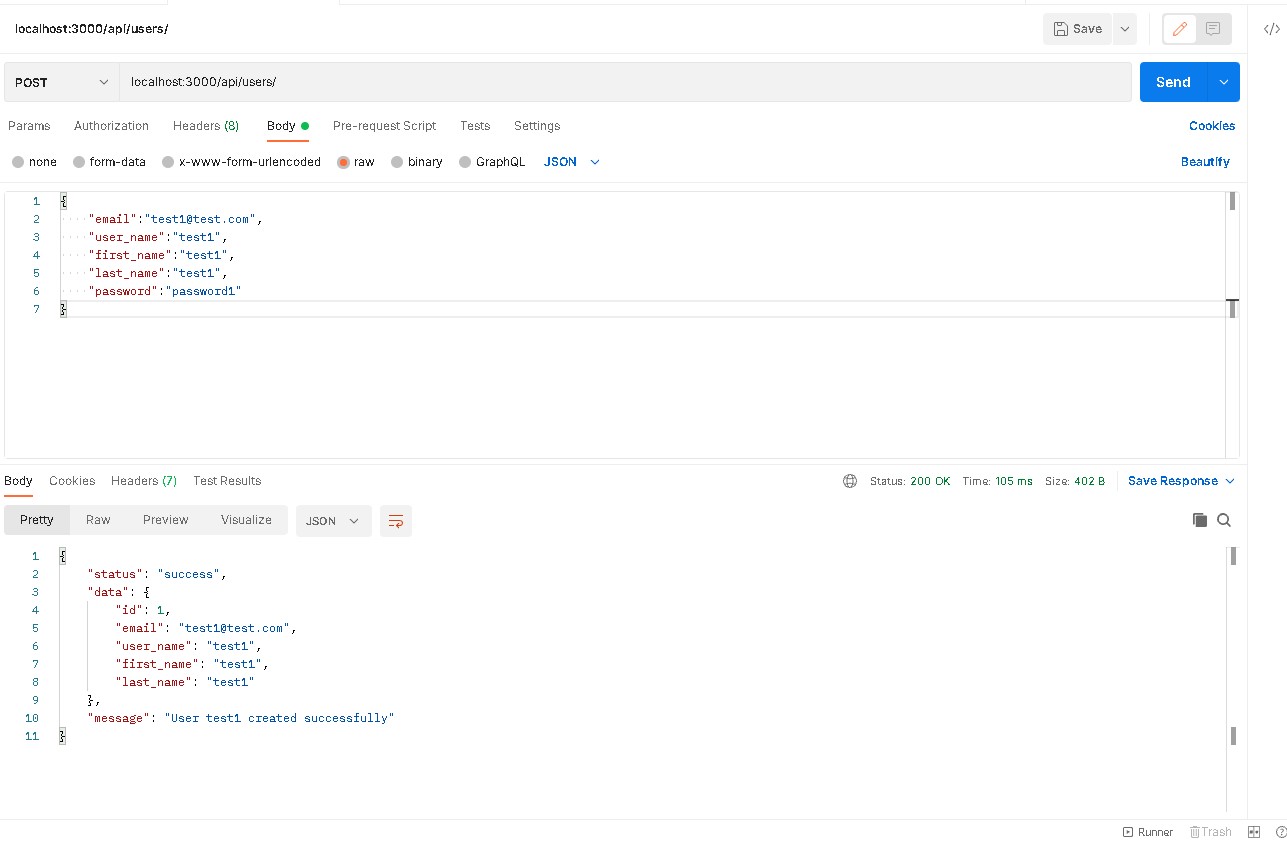 localhost:3000/api/users/
Save
POST
localhost:3000/api/users/
Send
Params Authorization Headers (8) Body Pre-request Script Tests Settings Cookies
none form-data x-www-form-urlencoded raw binary GraphQL JSON Beautify
1 {
2 "email":"test1@test.com",
3 "user_name":"test1",
4 "first_name":"test1",
5 "last_name":"test1",
6 "password":"password1"
7 }
Body Cookies Headers (7) Test Results Status: 200 OK Time: 105 ms Size: 402 B Save Response
Pretty Raw Preview Visualize JSON
1 {
2 "status": "success",
3 "data": {
4 "id": 1,
5 "email": "test1@test.com",
6 "user_name": "test1",
7 "first_name": "test1",
8 "last_name": "test1"
9 },
10 "message": "User test1 created successfully"
11 }
Runner Trash